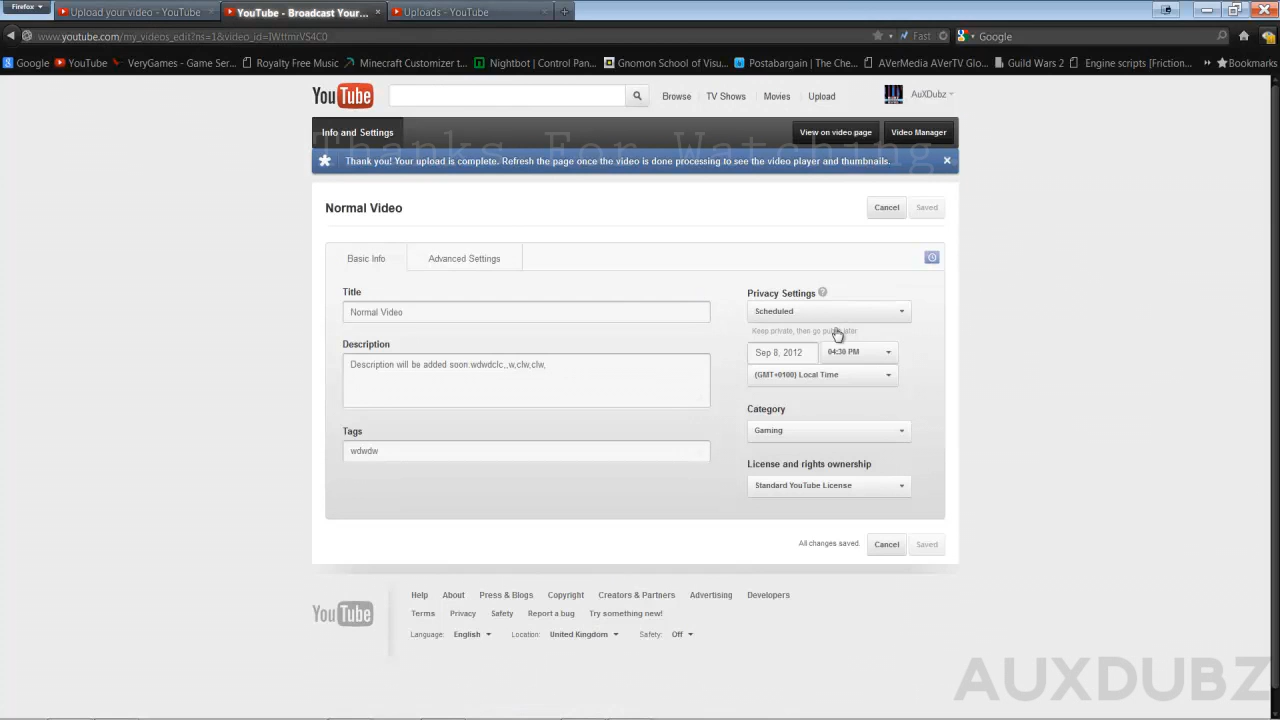 Firefox
Upload your video - YouTube
YouTube - Broadcast Your...
Uploads - YouTube
www.youtube.com/my_videos_edit?ns=1&video_id=IWttmrVS4C0
Fast
Google
Google
YouTube
VeryGames - Game Ser...
Royalty Free Music
Minecraft Customizer t...
Nightbot | Control Pan...
Gnomon School of Visu...
Postabargain | The Che...
AVerMedia AVerTV Glo...
Guild Wars 2
Engine scripts [Friction...
Bookmarks
YouTube
Browse
TV Shows
Movies
Upload
AuXDubz
Info and Settings
Thanks For Watching
View on video page
Video Manager
Thank you! Your upload is complete. Refresh the page once the video is done processing to see the video player and thumbnails.
Normal Video
Cancel
Saved
Basic Info
Advanced Settings
Title
Normal Video
Description
Description will be added soon.wdwdclc,,w,clw,clw,
Tags
wdwdw
Privacy Settings
Scheduled
Keep private, then go public later
Sep 8, 2012
04:30 PM
(GMT+0100) Local Time
Category
Gaming
License and rights ownership
Standard YouTube License
All changes saved.
Cancel
Saved
YouTube
Help
About
Press & Blogs
Copyright
Creators & Partners
Advertising
Developers
Terms
Privacy
Safety
Report a bug
Try something new!
Language: English
Location: United Kingdom
Safety: Off
AUXDUBZ